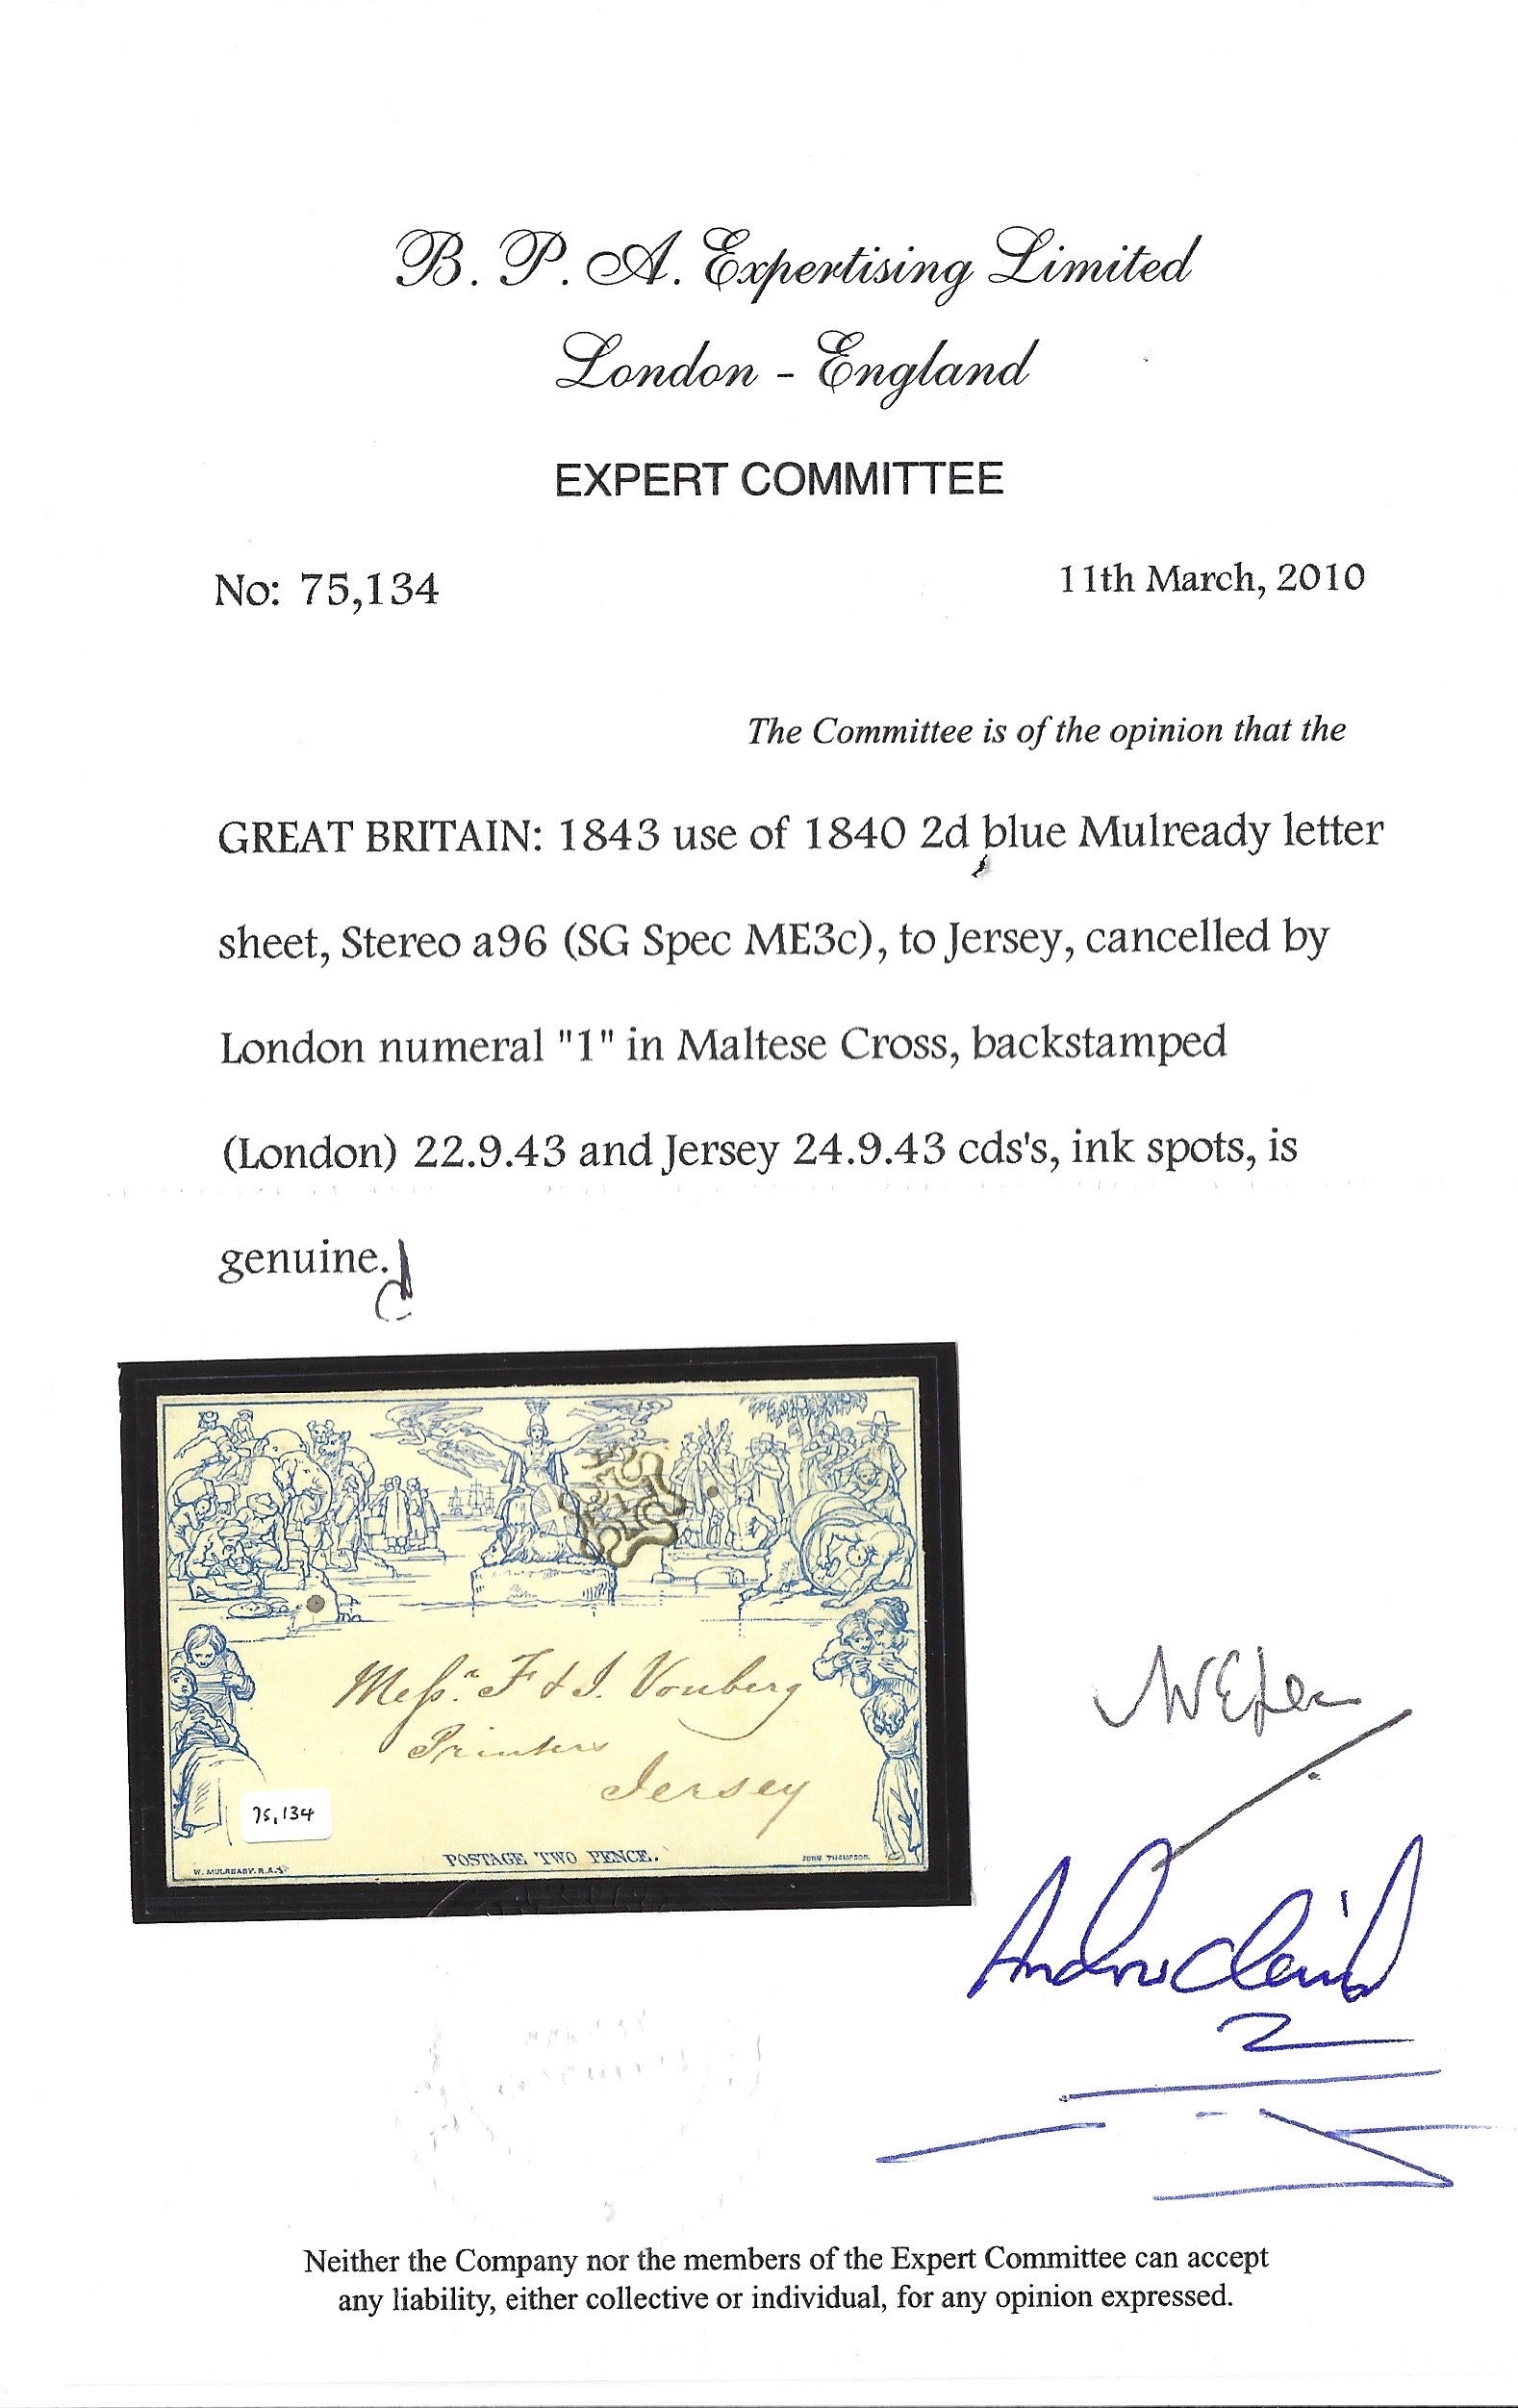 B. P. A. Expertising Limited
London - England
EXPERT COMMITTEE
No: 75,134
11th March, 2010
The Committee is of the opinion that the
GREAT BRITAIN: 1843 use of 1840 2d blue Mulready letter
sheet, Stereo a96 (SG Spec ME3c), to Jersey, cancelled by
London numeral "1" in Maltese Cross, backstamped
(London) 22.9.43 and Jersey 24.9.43 cds's, ink spots, is
genuine.
1
Messrs. F & J. Vonberg
Printers
Jersey
75,134
POSTAGE TWO PENCE.
W. MULREADY. R.A.
JOHN THOMPSON.
Neither the Company nor the members of the Expert Committee can accept
any liability, either collective or individual, for any opinion expressed.